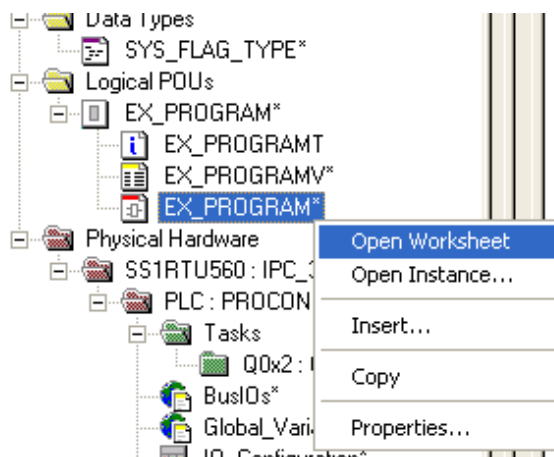 Data Types
SYS_FLAG_TYPE*
Logical POUs
EX_PROGRAM*
EX_PROGRAMT
EX_PROGRAMV*
EX_PROGRAM*
Physical Hardware
Open Worksheet
SS1RTU560 : IPC_
Open Instance...
PLC : PROCON
Tasks
Insert...
Q0x2 :
Copy
BusIOs*
Global_Vari
Properties...
IO_Configuration*